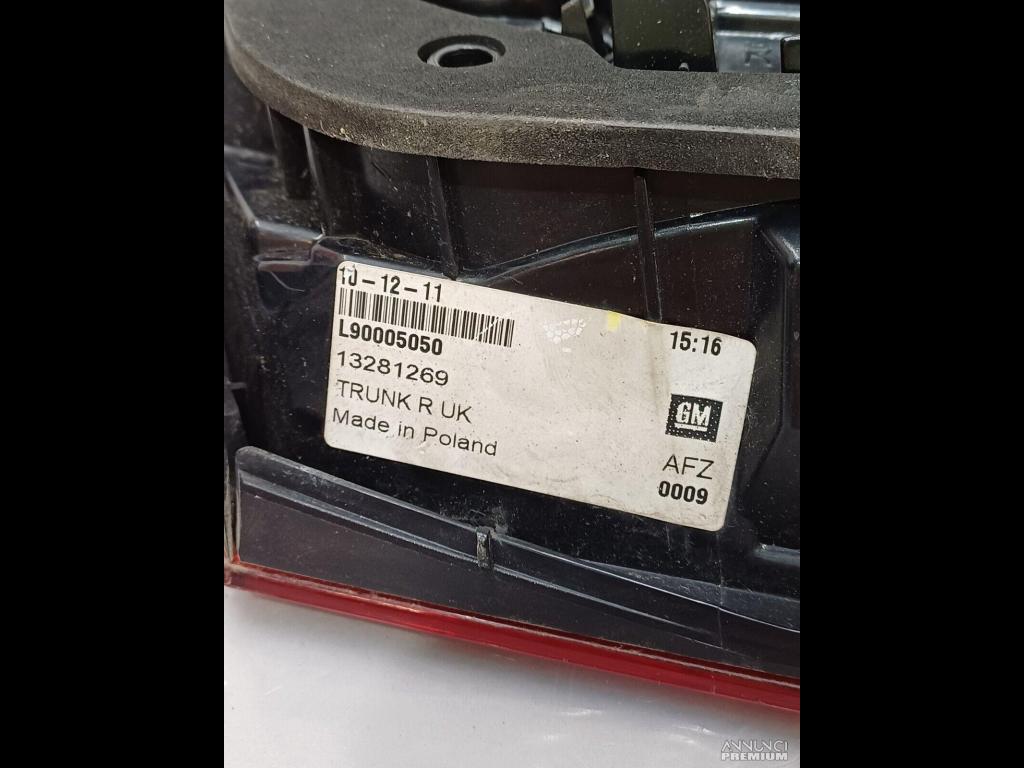 R
10-12-11
15:16
L90005050
13281269
TRUNK R UK
Made in Poland
GM
AFZ
0009
ANNUNCI
PREMIUM